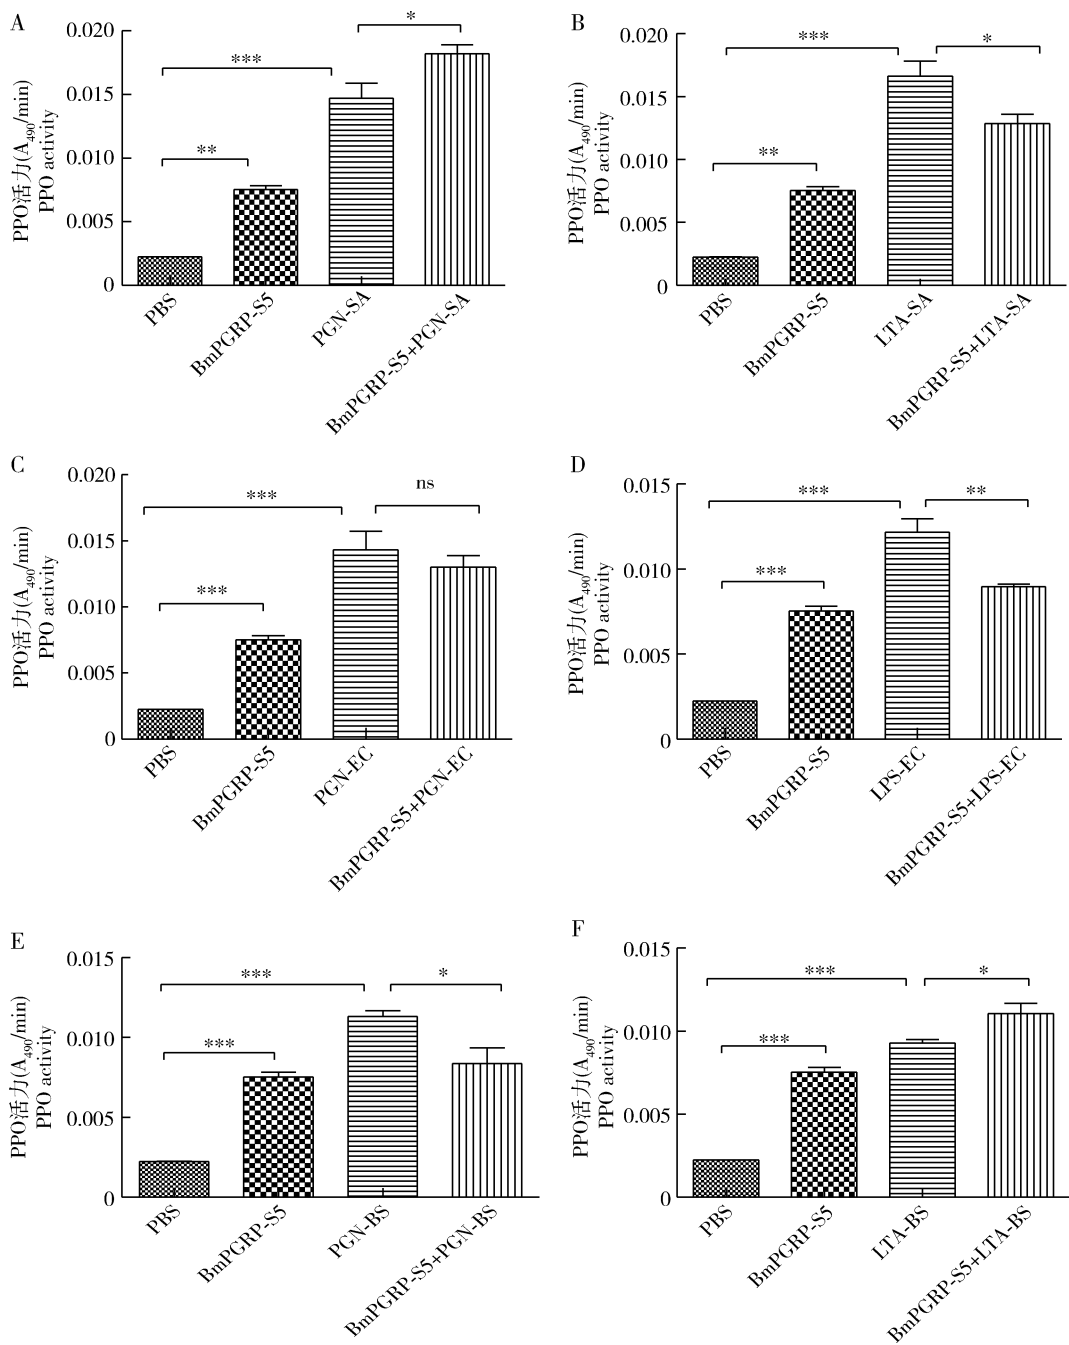 A
0.020
0.015
0.010
0.005
0
PPO活力(A490/min)
PPO activity
***
**
*
PBS
BmPGRP-S5
PGN-SA
BmPGRP-S5+PGN-SA
B
0.020
0.015
0.010
0.005
0
PPO活力(A490/min)
PPO activity
***
**
*
PBS
BmPGRP-S5
LTA-SA
BmPGRP-S5+LTA-SA
C
0.020
0.015
0.010
0.005
0
PPO活力(A490/min)
PPO activity
***
***
ns
PBS
BmPGRP-S5
PGN-EC
BmPGRP-S5+PGN-EC
D
0.015
0.010
0.005
0
PPO活力(A490/min)
PPO activity
***
***
**
PBS
BmPGRP-S5
LPS-EC
BmPGRP-S5+LPS-EC
E
0.015
0.010
0.005
0
PPO活力(A490/min)
PPO activity
***
***
*
PBS
BmPGRP-S5
PGN-BS
BmPGRP-S5+PGN-BS
F
0.015
0.010
0.005
0
PPO活力(A490/min)
PPO activity
***
***
*
PBS
BmPGRP-S5
LTA-BS
BmPGRP-S5+LTA-BS